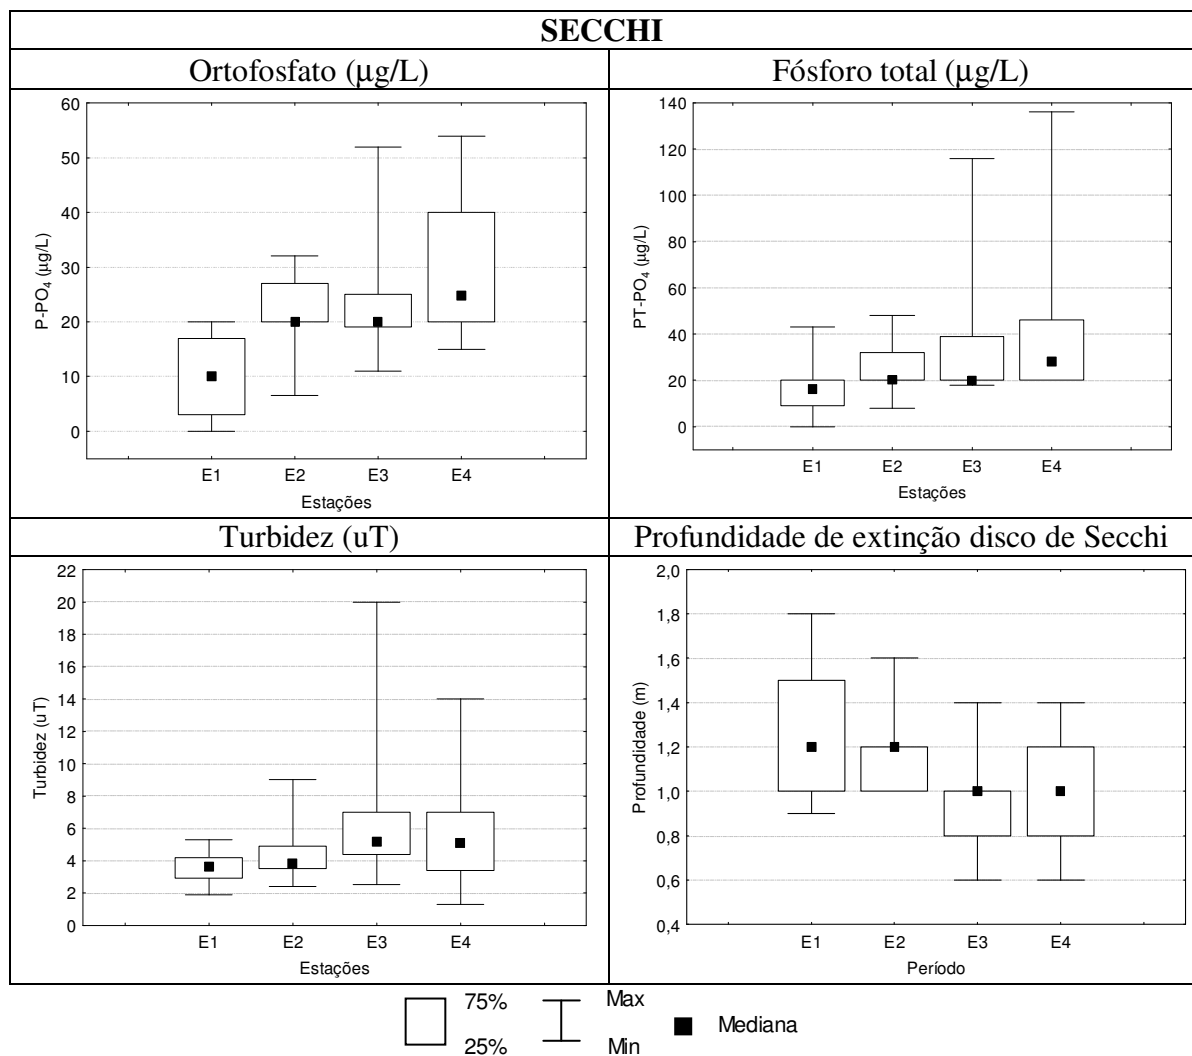 SECCHI
Ortofosfato (µg/L)
Fósforo total (µg/L)
60
50
40
30
20
10
0
P-PO₄ (µg/L)
E1 E2 E3 E4
Estações
140
120
100
80
60
40
20
0
PT-PO₄ (µg/L)
E1 E2 E3 E4
Estações
Turbidez (uT)
Profundidade de extinção disco de Secchi
22
20
18
16
14
12
10
8
6
4
2
0
Turbidez (uT)
E1 E2 E3 E4
Estações
2,0
1,8
1,6
1,4
1,2
1,0
0,8
0,6
0,4
Profundidade (m)
E1 E2 E3 E4
Período
75%
25%
Max
Min
Mediana